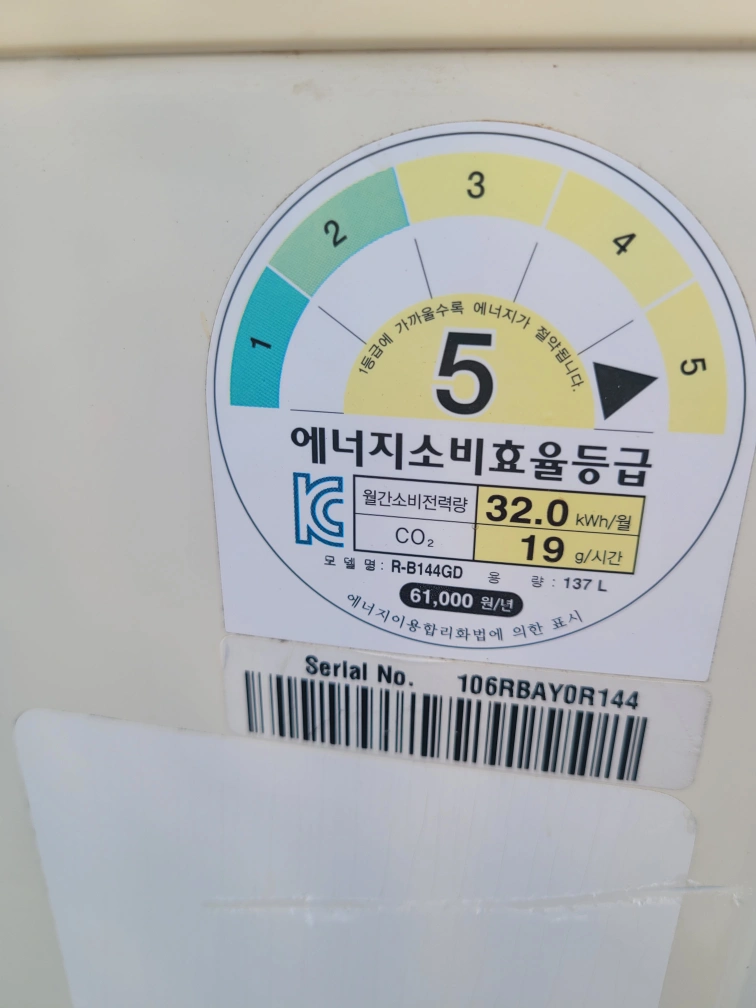 1
2
3
4
5
1등급에 가까울수록 에너지가 절약됩니다.
5
에너지소비효율등급
KC
월간소비전력량 32.0 kWh/월
CO₂ 19 g/시간
모 델 명 : R-B144GD 용 량 : 137 L
61,000 원/년
에너지이용합리화법에 의한 표시
Serial No. 106RBAY0R144